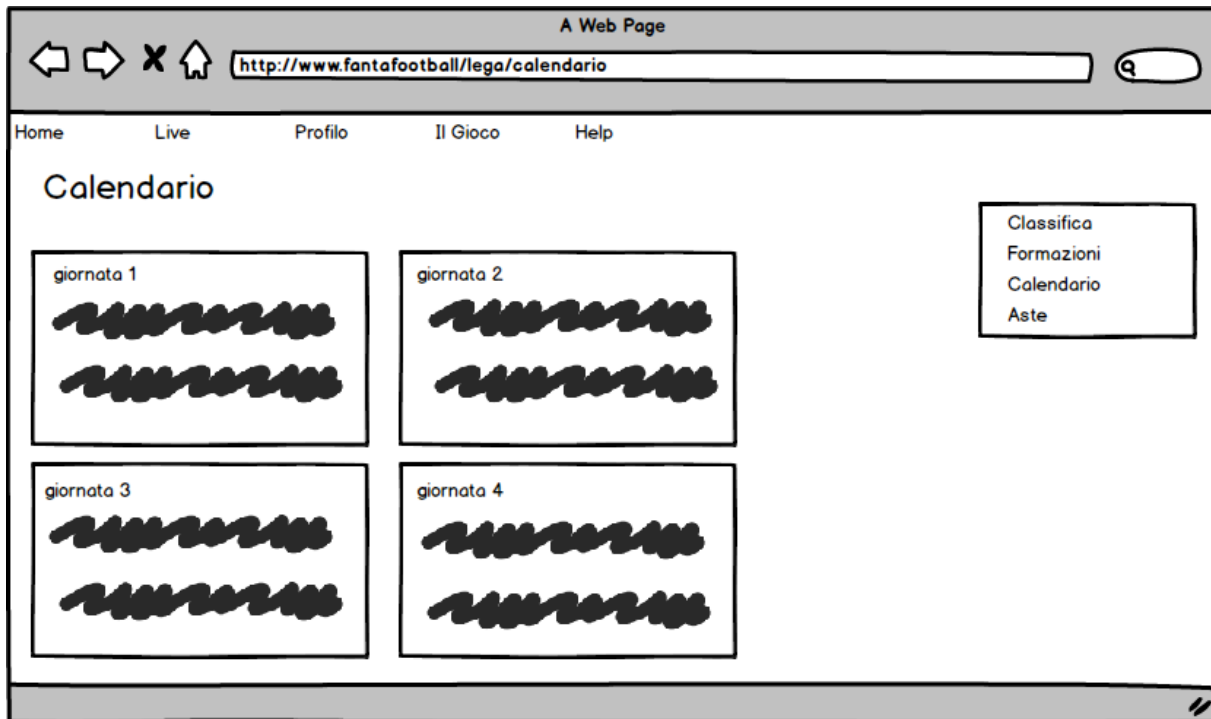 A Web Page
http://www.fantafootball/lega/calendario
Home Live Profilo Il Gioco Help
Calendario
Classifica
Formazioni
Calendario
Aste
giornata 1
giornata 2
giornata 3
giornata 4